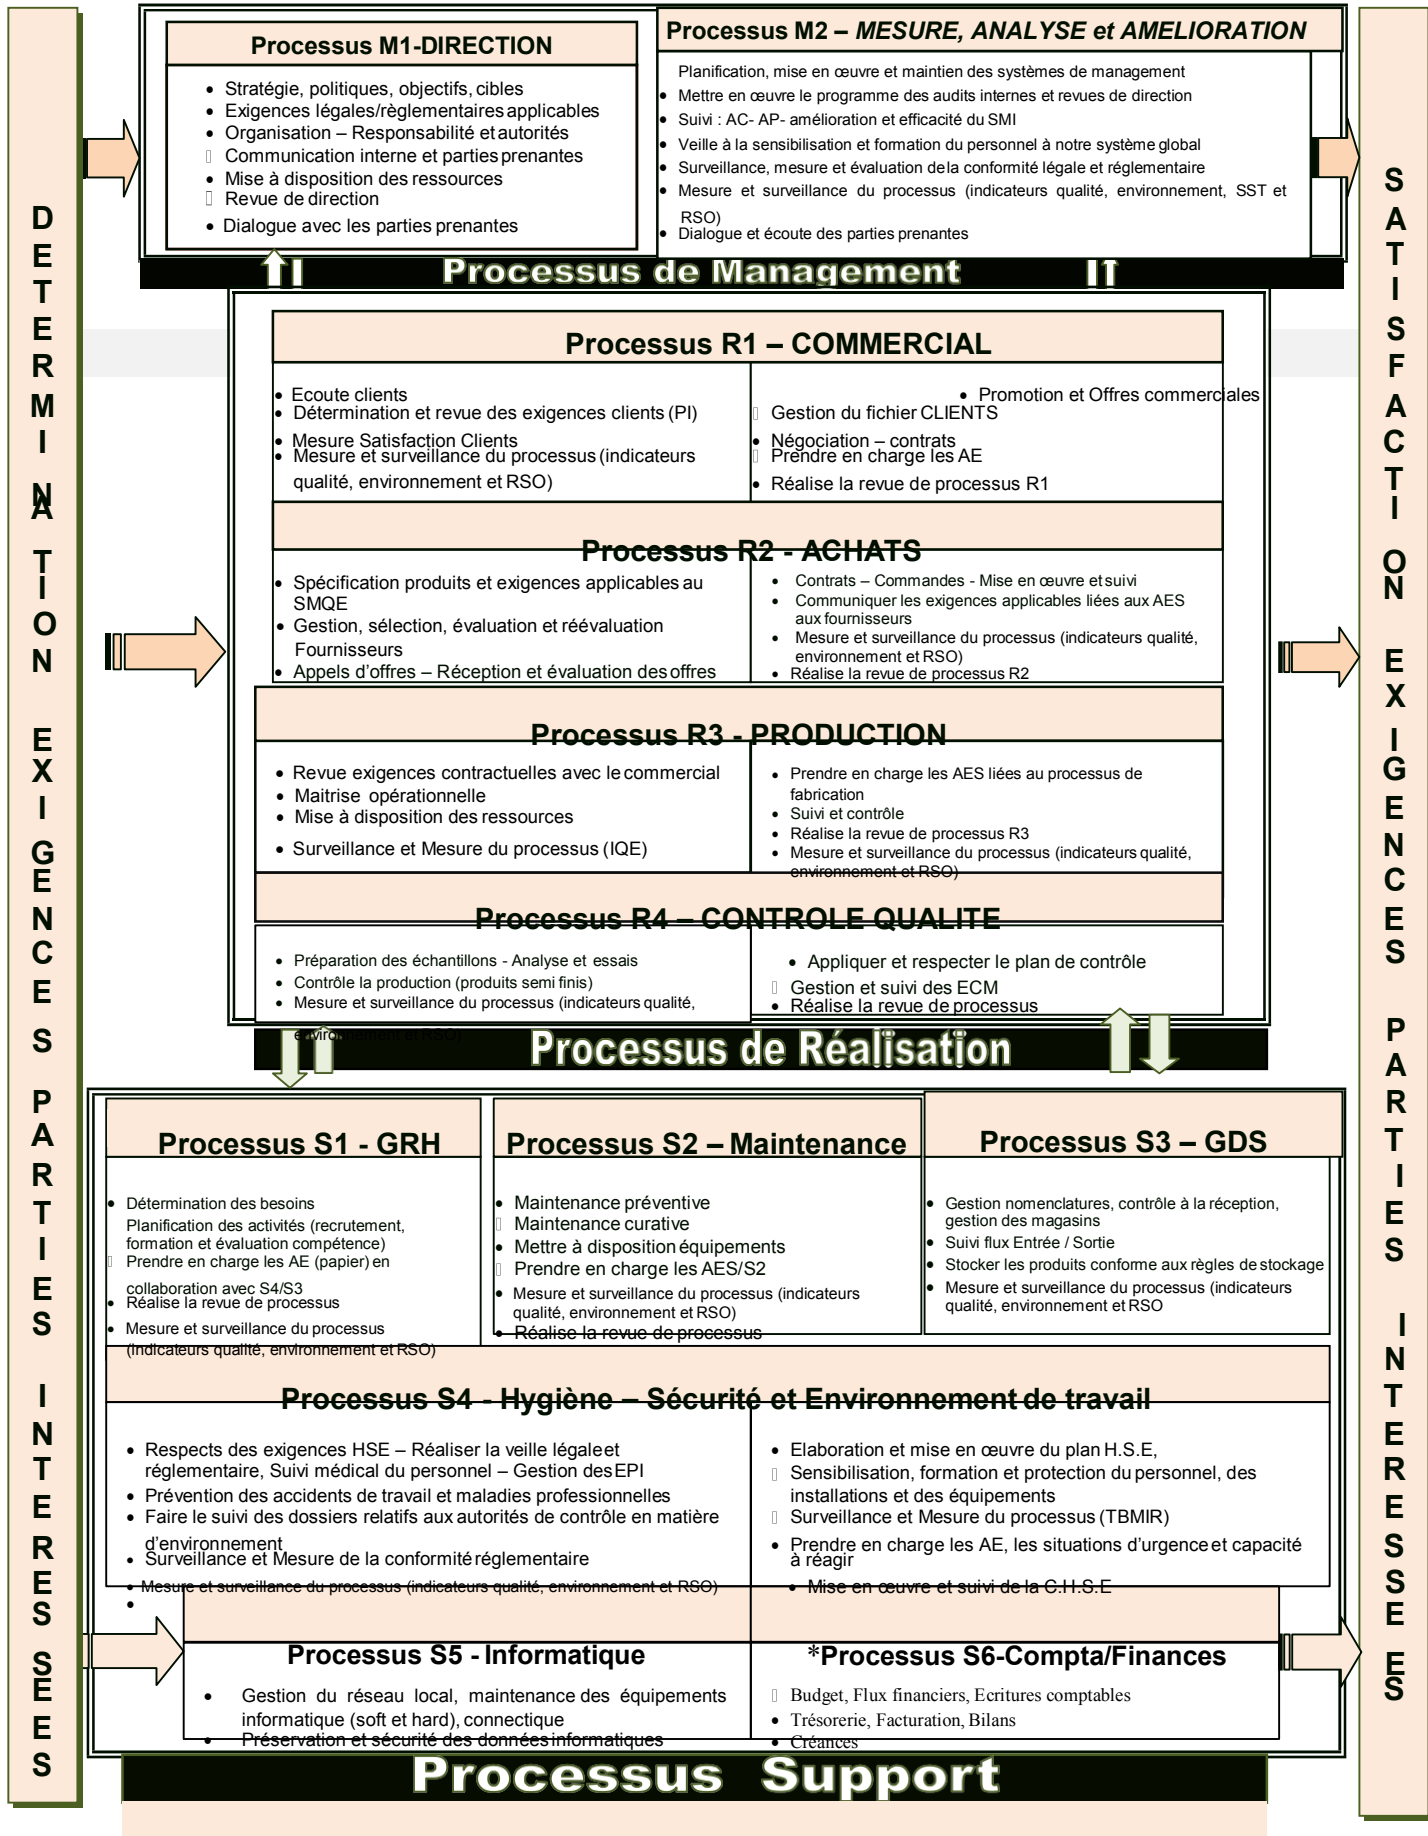 DETERMINATION EXIGENCES PARTIES INTERESSEES
Processus M1-DIRECTION
• Stratégie, politiques, objectifs, cibles
• Exigences légales/règlementaires applicables
• Organisation – Responsabilité et autorités
Communication interne et parties prenantes
• Mise à disposition des ressources
Revue de direction
• Dialogue avec les parties prenantes
Processus M2 – MESURE, ANALYSE et AMELIORATION
Planification, mise en œuvre et maintien des systèmes de management
• Mettre en œuvre le programme des audits internes et revues de direction
• Suivi : AC- AP- amélioration et efficacité du SMI
• Veille à la sensibilisation et formation du personnel à notre système global
• Surveillance, mesure et évaluation de la conformité légale et réglementaire
• Mesure et surveillance du processus (indicateurs qualité, environnement, SST et
RSO)
• Dialogue et écoute des parties prenantes
Processus de Management
Processus R1 – COMMERCIAL
• Ecoute clients
• Détermination et revue des exigences clients (PI)
• Mesure Satisfaction Clients
• Mesure et surveillance du processus (indicateurs
qualité, environnement et RSO)
• Promotion et Offres commerciales
Gestion du fichier CLIENTS
• Négociation – contrats
Prendre en charge les AE
• Réalise la revue de processus R1
Processus R2 - ACHATS
• Spécification produits et exigences applicables au
SMQE
• Gestion, sélection, évaluation et réévaluation
Fournisseurs
• Appels d’offres – Réception et évaluation des offres
• Contrats – Commandes - Mise en œuvre et suivi
• Communiquer les exigences applicables liées aux AES
aux fournisseurs
• Mesure et surveillance du processus (indicateurs qualité,
environnement et RSO)
• Réalise la revue de processus R2
Processus R3 - PRODUCTION
• Revue exigences contractuelles avec le commercial
• Maitrise opérationnelle
• Mise à disposition des ressources
• Surveillance et Mesure du processus (IQE)
• Prendre en charge les AES liées au processus de
fabrication
• Suivi et contrôle
• Réalise la revue de processus R3
• Mesure et surveillance du processus (indicateurs qualité,
environnement et RSO)
Processus R4 – CONTROLE QUALITE
• Préparation des échantillons - Analyse et essais
• Contrôle la production (produits semi finis)
• Mesure et surveillance du processus (indicateurs qualité,
environnement et RSO)
• Appliquer et respecter le plan de contrôle
Gestion et suivi des ECM
• Réalise la revue de processus
Processus de Réalisation
Processus S1 - GRH
• Détermination des besoins
Planification des activités (recrutement,
formation et évaluation compétence)
Prendre en charge les AE (papier) en
collaboration avec S4/S3
• Réalise la revue de processus
• Mesure et surveillance du processus
(indicateurs qualité, environnement et RSO)
Processus S2 – Maintenance
• Maintenance préventive
Maintenance curative
• Mettre à disposition équipements
Prendre en charge les AES/S2
• Mesure et surveillance du processus (indicateurs
qualité, environnement et RSO)
• Réalise la revue de processus
Processus S3 – GDS
• Gestion nomenclatures, contrôle à la réception,
gestion des magasins
• Suivi flux Entrée / Sortie
• Stocker les produits conforme aux règles de stockage
• Mesure et surveillance du processus (indicateurs
qualité, environnement et RSO
Processus S4 - Hygiène – Sécurité et Environnement de travail
• Respects des exigences HSE – Réaliser la veille légale et
réglementaire, Suivi médical du personnel – Gestion des EPI
• Prévention des accidents de travail et maladies professionnelles
• Faire le suivi des dossiers relatifs aux autorités de contrôle en matière
d’environnement
• Surveillance et Mesure de la conformité réglementaire
• Mesure et surveillance du processus (indicateurs qualité, environnement et RSO)
•
• Elaboration et mise en œuvre du plan H.S.E,
Sensibilisation, formation et protection du personnel, des
installations et des équipements
Surveillance et Mesure du processus (TBMIR)
• Prendre en charge les AE, les situations d’urgence et capacité
à réagir
• Mise en œuvre et suivi de la C.H.S.E
Processus S5 - Informatique
• Gestion du réseau local, maintenance des équipements
informatique (soft et hard), connectique
• Préservation et sécurité des données informatiques
*Processus S6-Compta/Finances
Budget, Flux financiers, Ecritures comptables
• Trésorerie, Facturation, Bilans
• Créances
Processus Support
SATISFACTION EXIGENCES PARTIES INTERESSEES